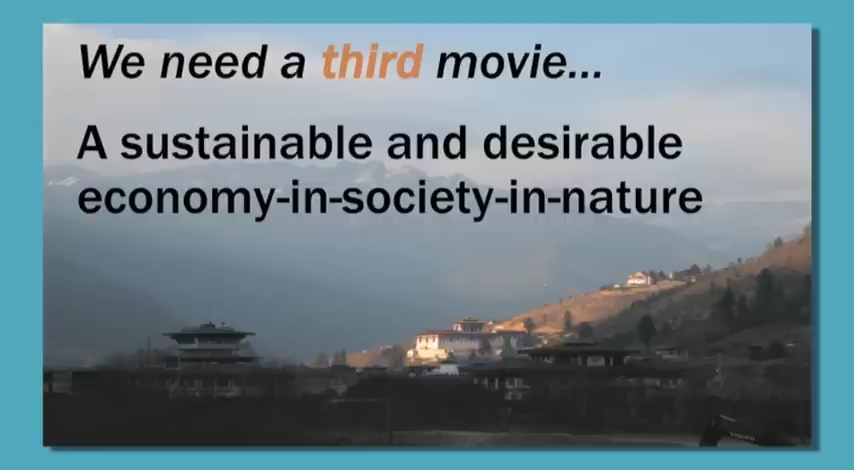 We need a third movie...
A sustainable and desirable
economy-in-society-in-nature